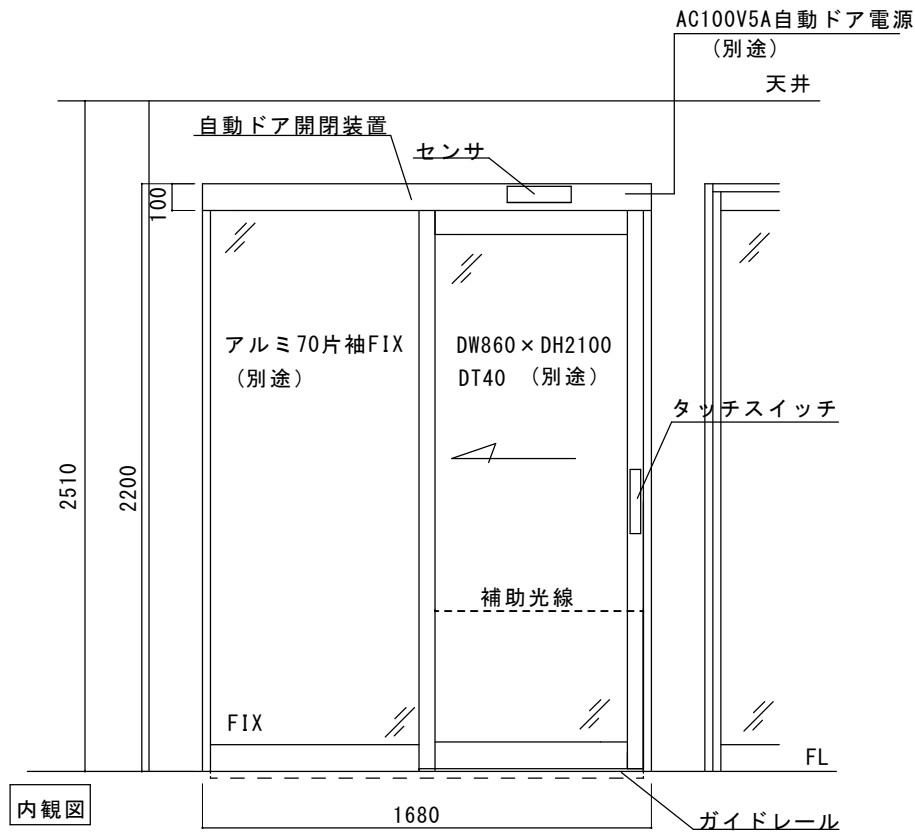 AC100V5A自動ドア電源
（別途）
天井
自動ドア開閉装置
センサ
100
アルミ70片袖FIX
（別途）
DW860×DH2100
DT40 （別途）
タッチスイッチ
2510
2200
補助光線
FIX
FL
内観図
1680
ガイドレール